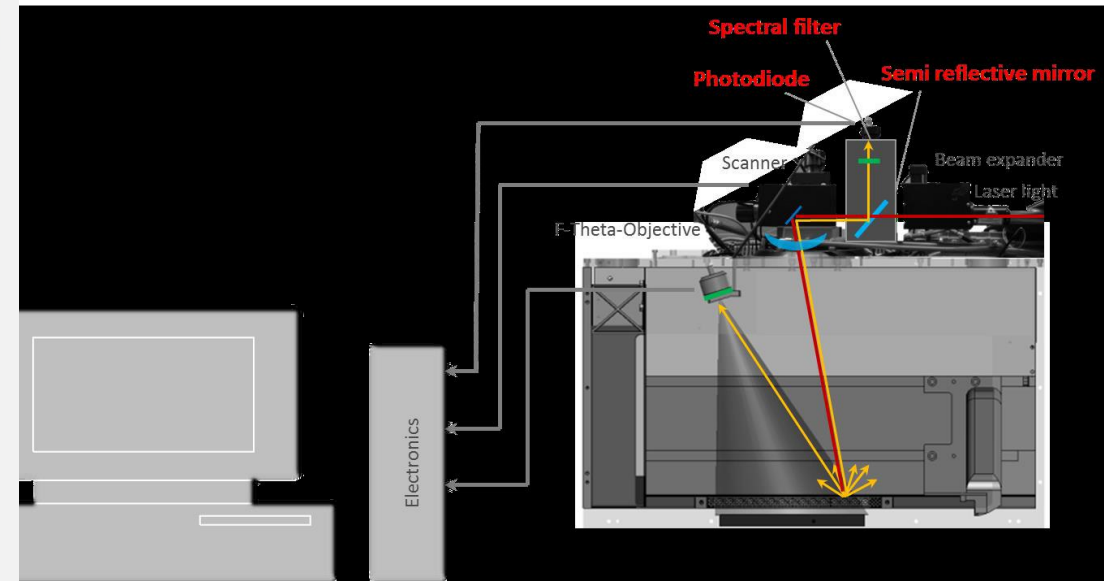 Spectral filter
Photodiode
Semi reflective mirror
Scanner
Beam expander
Laser light
F-Theta-Objective
Electronics